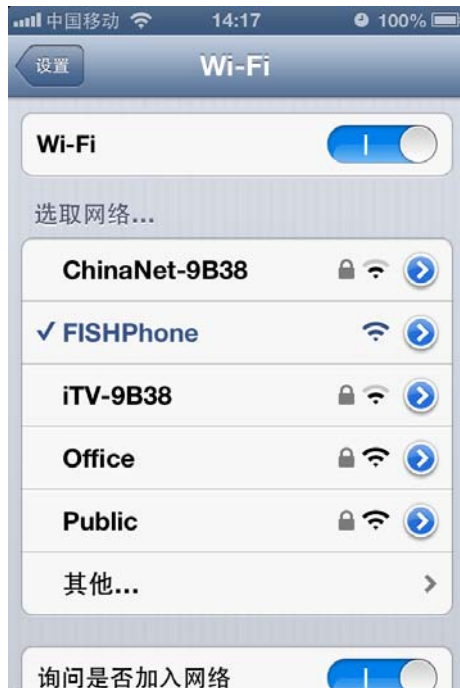 中国移动 14:17 100%
设置 Wi-Fi
Wi-Fi
选取网络...
ChinaNet-9B38
✓ FISHPhone
iTV-9B38
Office
Public
其他...
询问是否加入网络